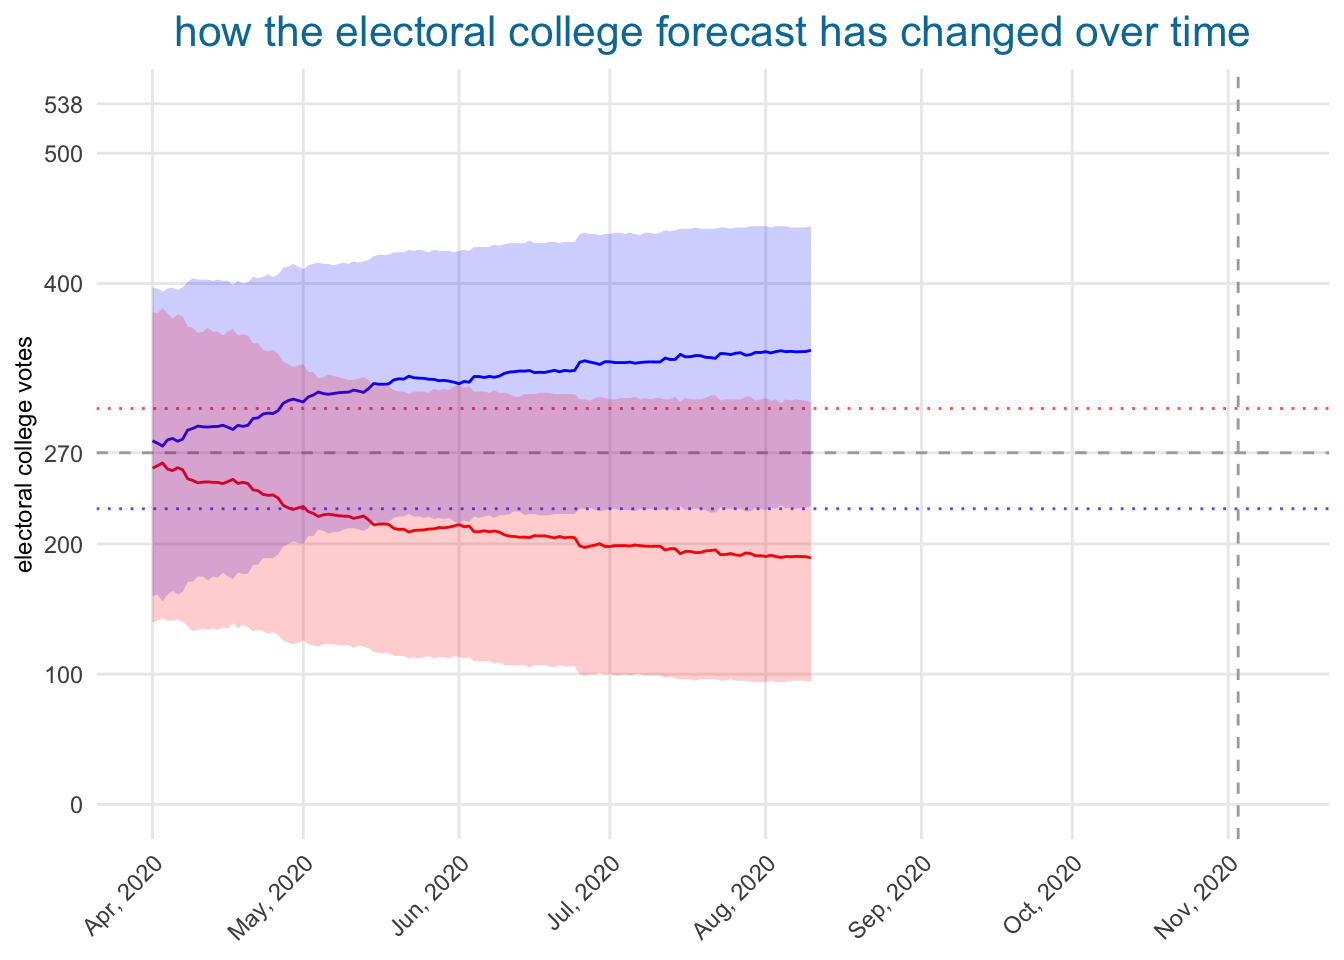 how the electoral college forecast has changed over time
538
500
400
270
200
100
0
electoral college votes
Apr, 2020
May, 2020
Jun, 2020
Jul, 2020
Aug, 2020
Sep, 2020
Oct, 2020
Nov, 2020